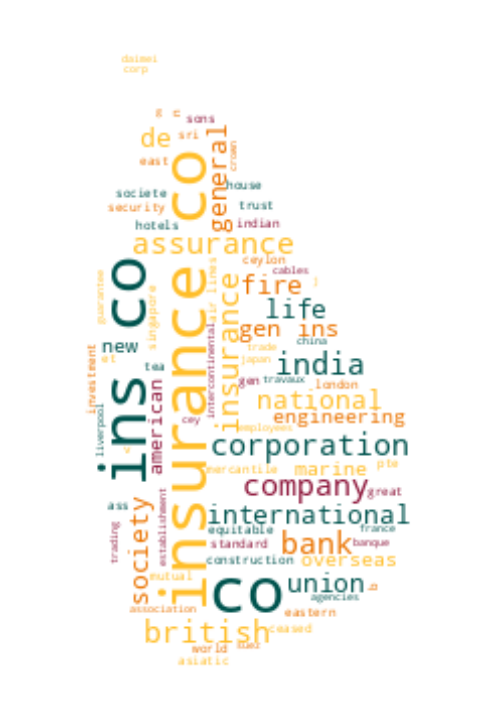 daimei
corp
sons
de
sri
crown
general
east
house
societe
security
trust
hotels
indian
insurance co
assurance
ceylon
cables
fire
guarantee
singapore
air lines
insurance
ins co
life
gen ins
intercontinental
new
et
tea
trade
china
japan
india
investment
american
gen
travaux
london
national
liverpool
cey
engineering
employees
v
corporation
mercantile
marine
pte
company
great
ass
society
establishment
international
trading
equitable
france
standard
bank
banque
construction
overseas
mutual
co
union
agencies
association
eastern
british
ceased
world
suez
asiatic